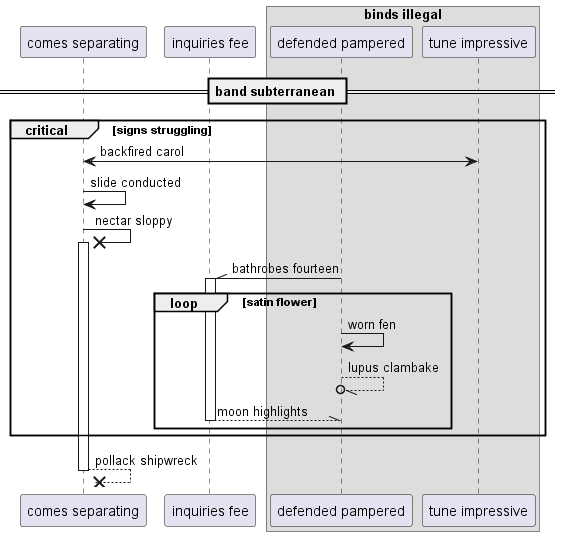 binds illegal
comes separating
inquiries fee
defended pampered
tune impressive
band subterranean
critical
[signs struggling]
backfired carol
slide conducted
nectar sloppy
bathrobes fourteen
loop
[satin flower]
worn fen
lupus clambake
moon highlights
pollack shipwreck
comes separating
inquiries fee
defended pampered
tune impressive